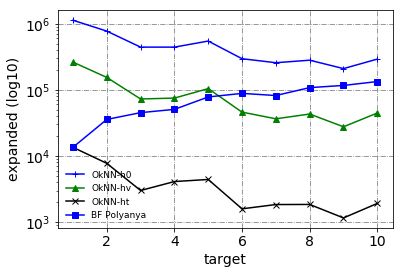 10⁶
10⁵
10⁴
10³
expanded (log10)
OkNN-h0
OkNN-hv
OkNN-ht
BF Polyanya
2 4 6 8 10
target